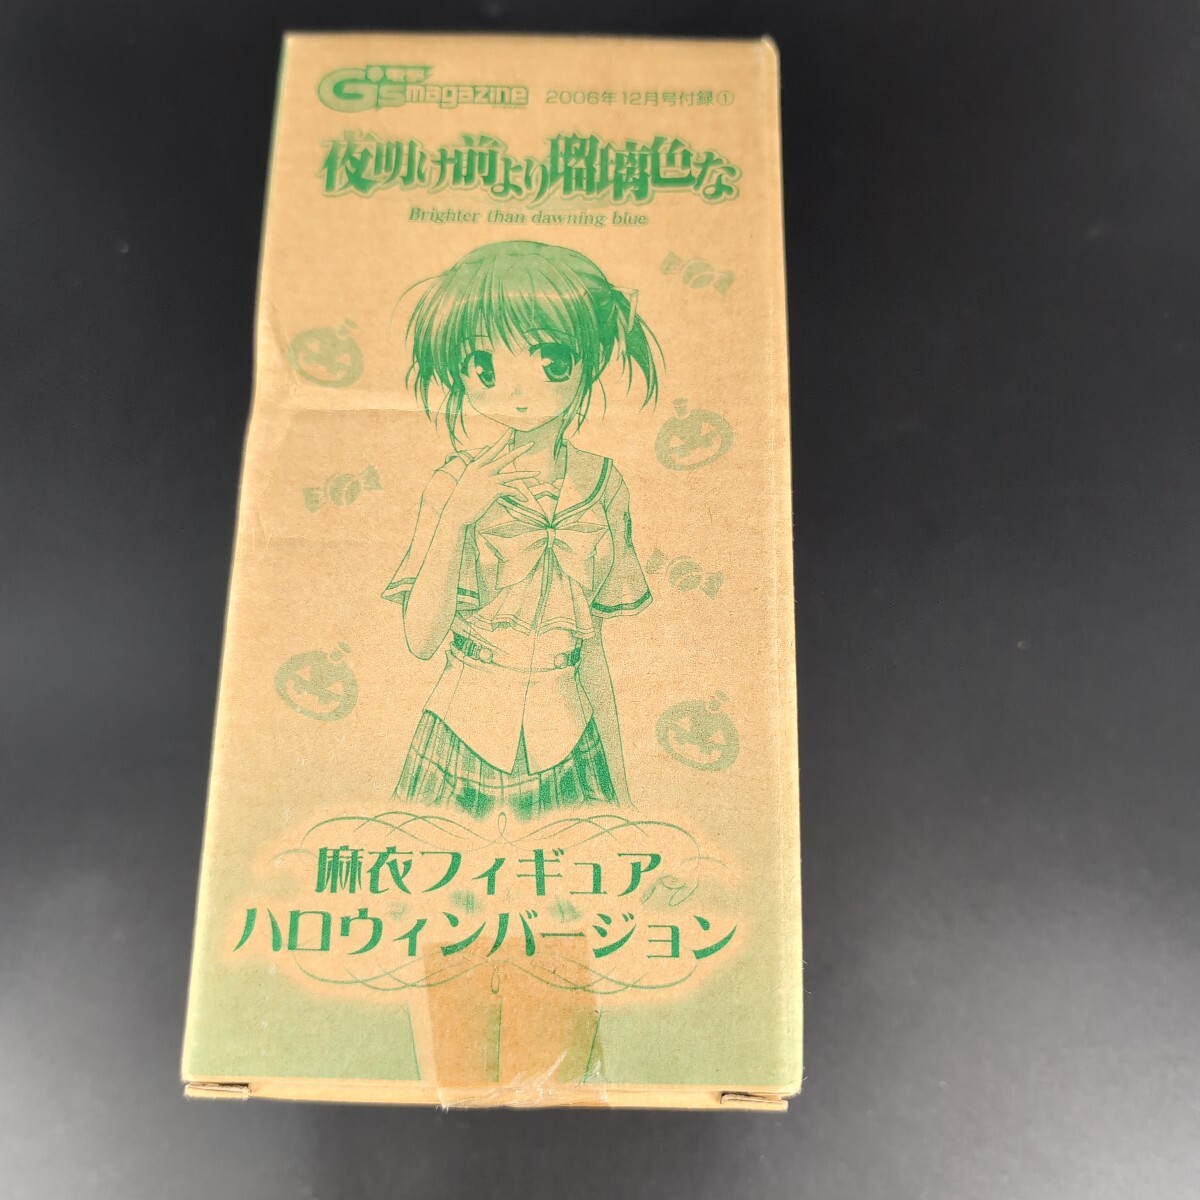 電撃
G'smagazine 2006年12月号付録①
夜明け前より瑠璃色な
Brighter than dawning blue
麻衣フィギュア
ハロウィンバージョン